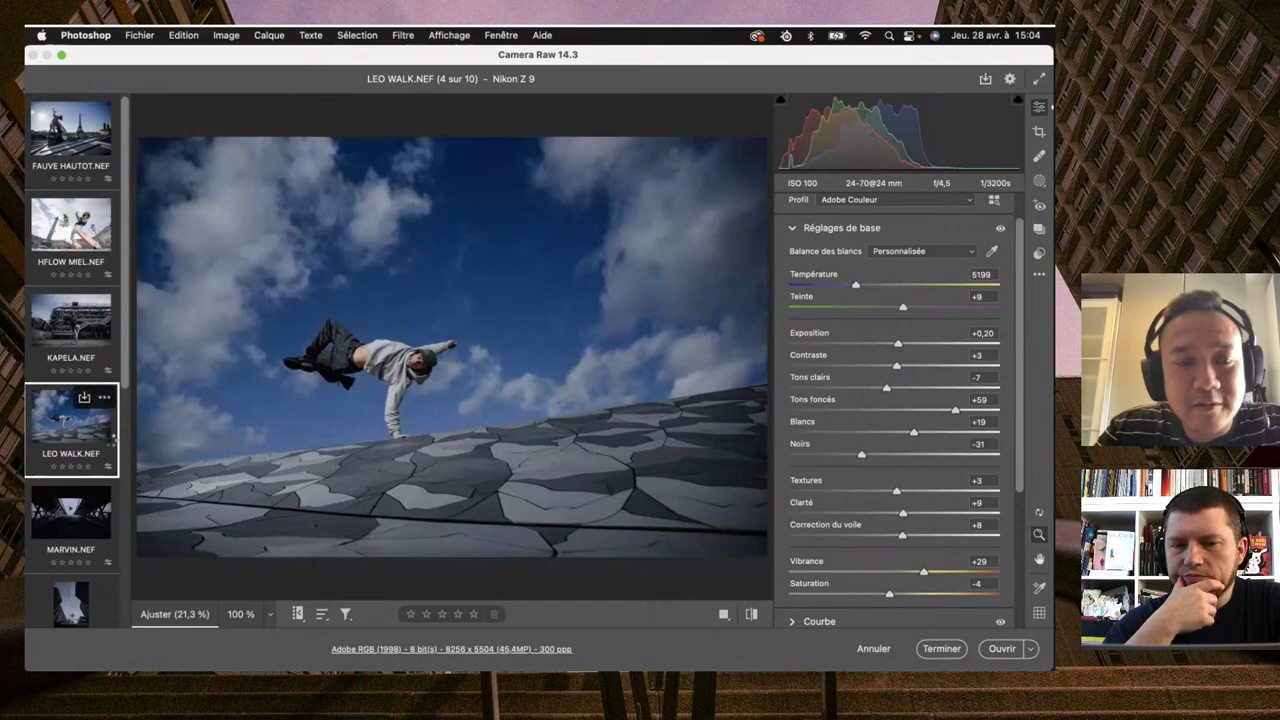 Photoshop Fichier Edition Image Calque Texte Sélection Filtre Affichage Fenêtre Aide Jeu. 28 avr. à 15:04
Camera Raw 14.3
LEO WALK.NEF (4 sur 10) - Nikon Z 9
FAUVE HAUTOT.NEF
HFLOW MIEL.NEF
KAPELA.NEF
LEO WALK.NEF
MARVIN.NEF
ISO 100 24-70@24 mm f/4,5 1/3200s
Profil Adobe Couleur
Réglages de base
Balance des blancs Personnalisée
Température 5199
Teinte +9
Exposition +0,20
Contraste +3
Tons clairs -7
Tons foncés +59
Blancs +19
Noirs -31
Textures +3
Clarté +9
Correction du voile +8
Vibrance +29
Saturation -4
Courbe
Ajuster (21,3 %) 100 %
Adobe RGB (1998) - 8 bit(s) - 8256 x 5504 (45,4MP) - 300 ppp
Annuler Terminer Ouvrir